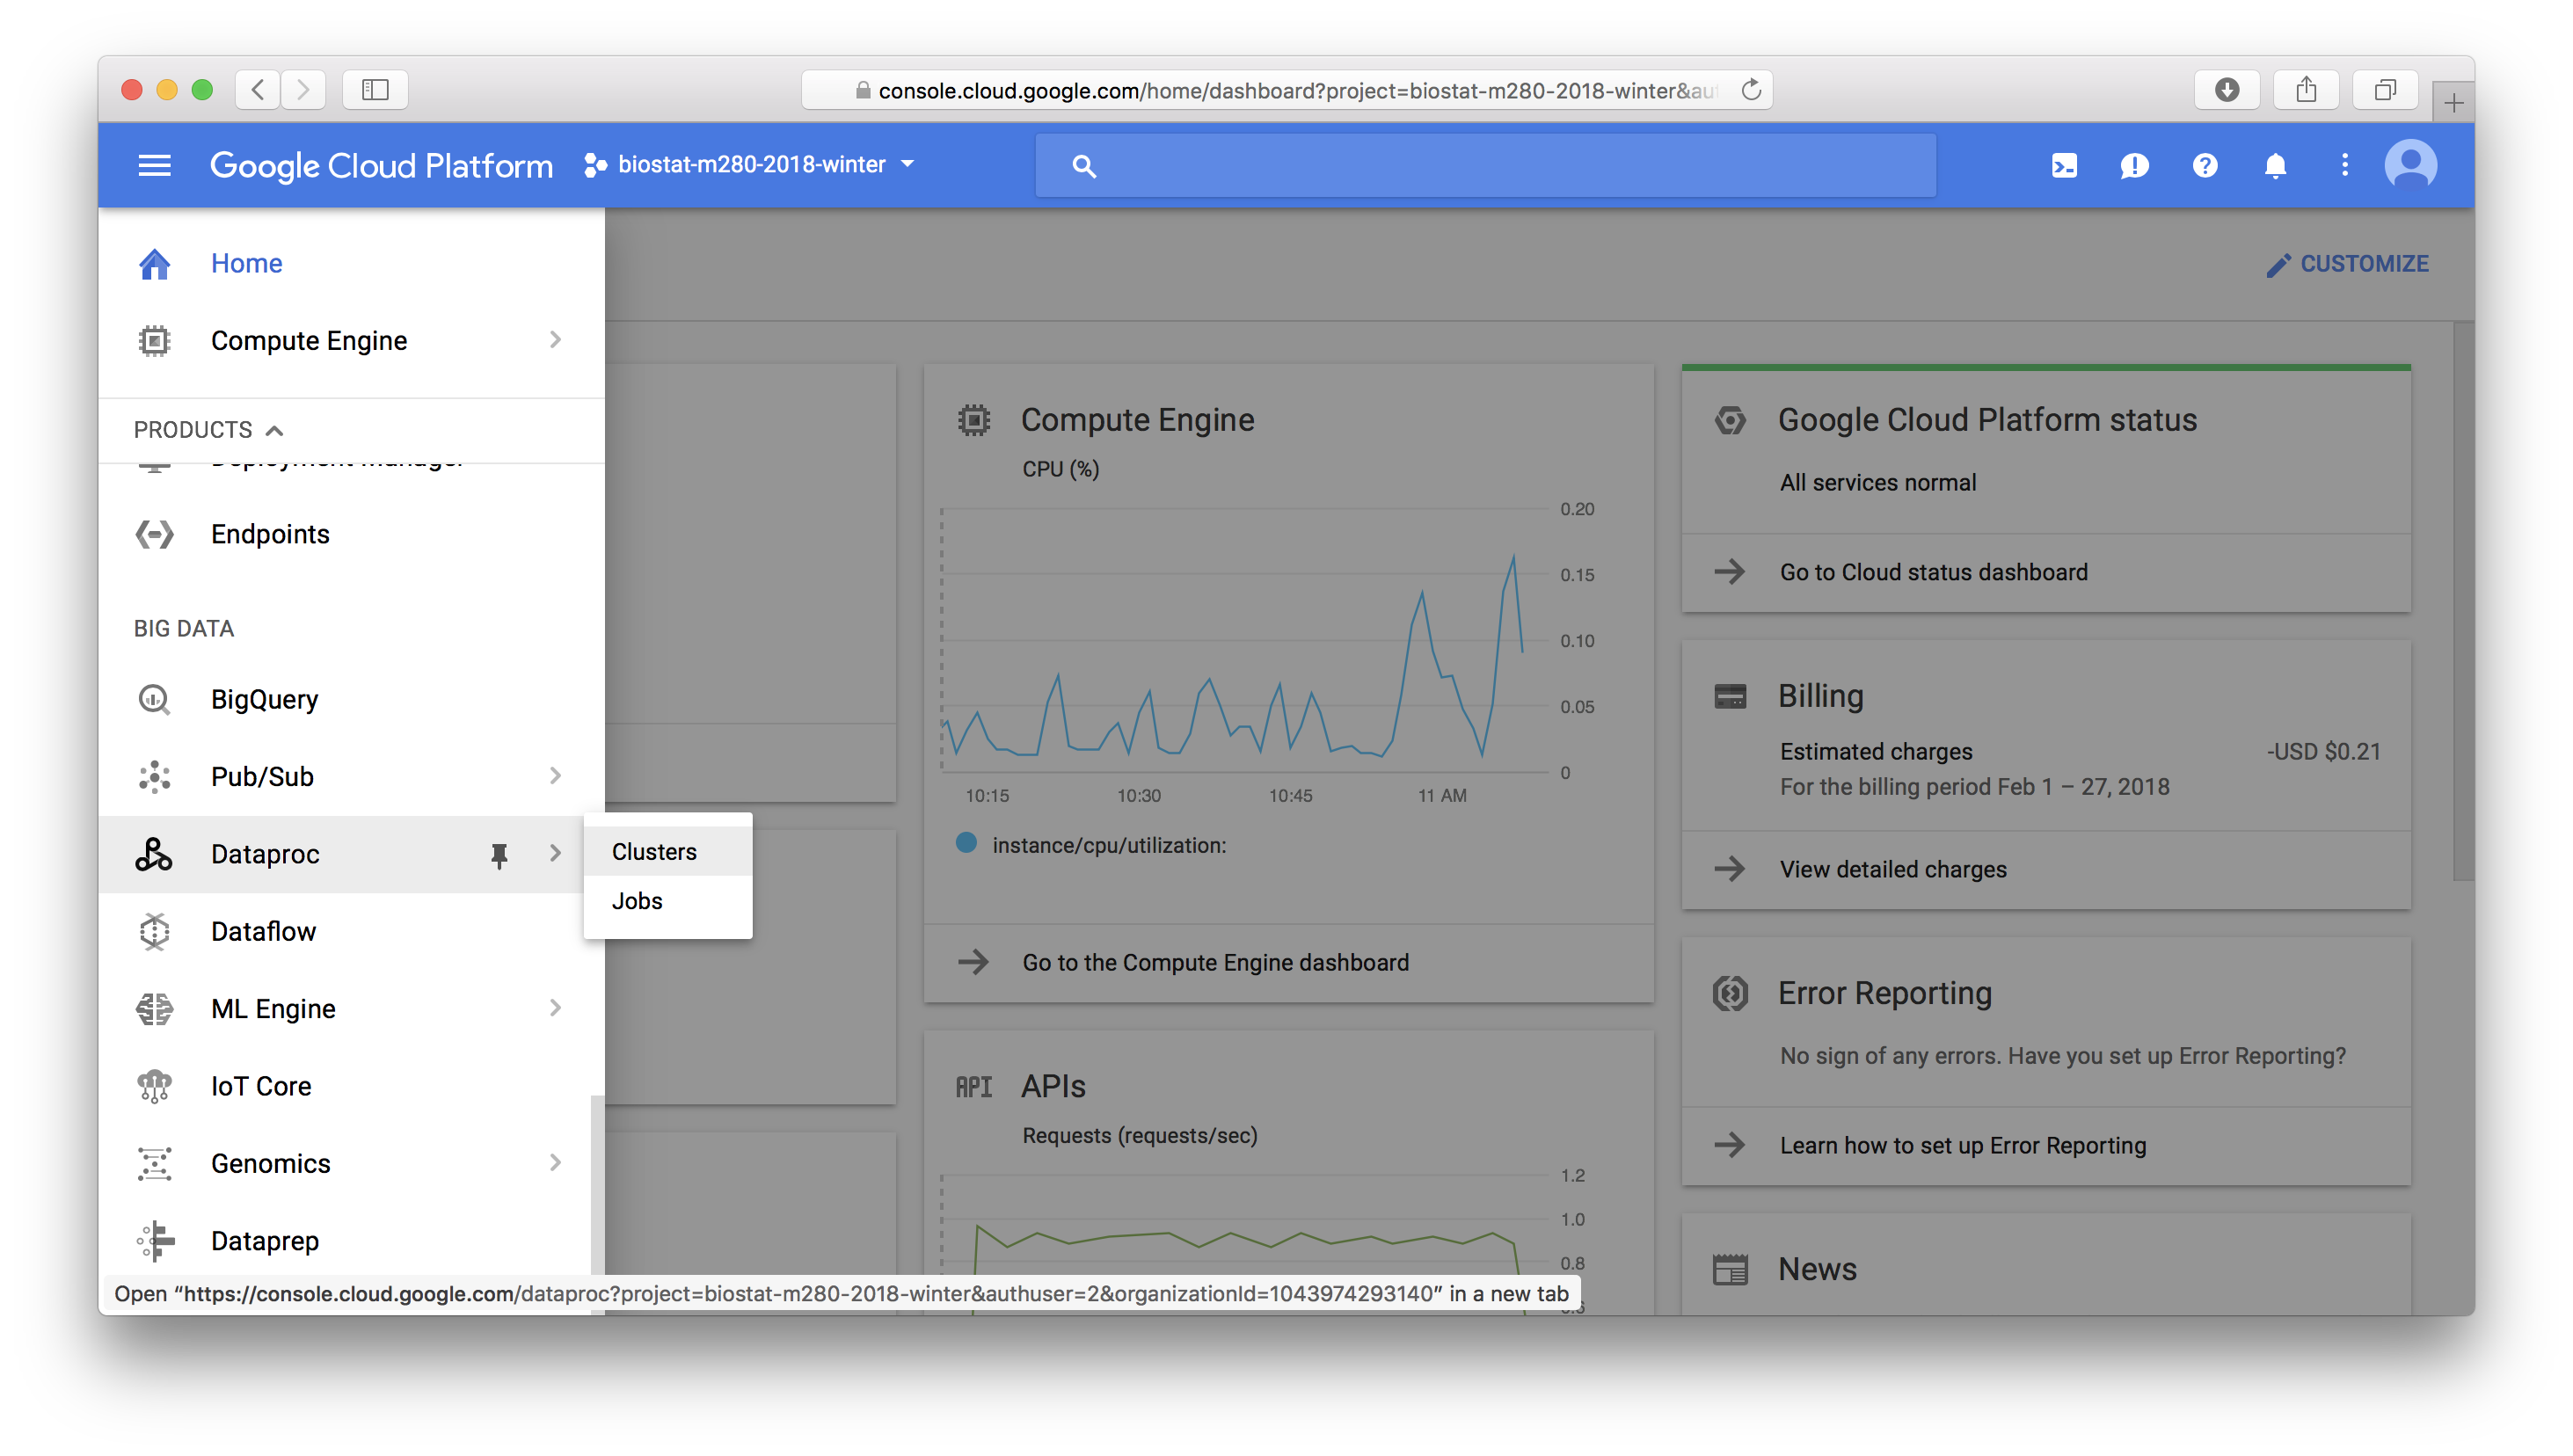 console.cloud.google.com/home/dashboard?project=biostat-m280-2018-winter&au
Google Cloud Platform
biostat-m280-2018-winter
Home
Compute Engine
PRODUCTS
Deployment Manager
Endpoints
BIG DATA
BigQuery
Pub/Sub
Dataproc
Clusters
Jobs
Dataflow
ML Engine
IoT Core
Genomics
Dataprep
CUSTOMIZE
Compute Engine
CPU (%)
0.20
0.15
0.10
0.05
0
10:15 10:30 10:45 11 AM
instance/cpu/utilization:
Go to the Compute Engine dashboard
API APIs
Requests (requests/sec)
1.2
1.0
0.8
Google Cloud Platform status
All services normal
Go to Cloud status dashboard
Billing
Estimated charges -USD $0.21
For the billing period Feb 1 – 27, 2018
View detailed charges
Error Reporting
No sign of any errors. Have you set up Error Reporting?
Learn how to set up Error Reporting
News
Open “https://console.cloud.google.com/dataproc?project=biostat-m280-2018-winter&authuser=2&organizationId=1043974293140” in a new tab